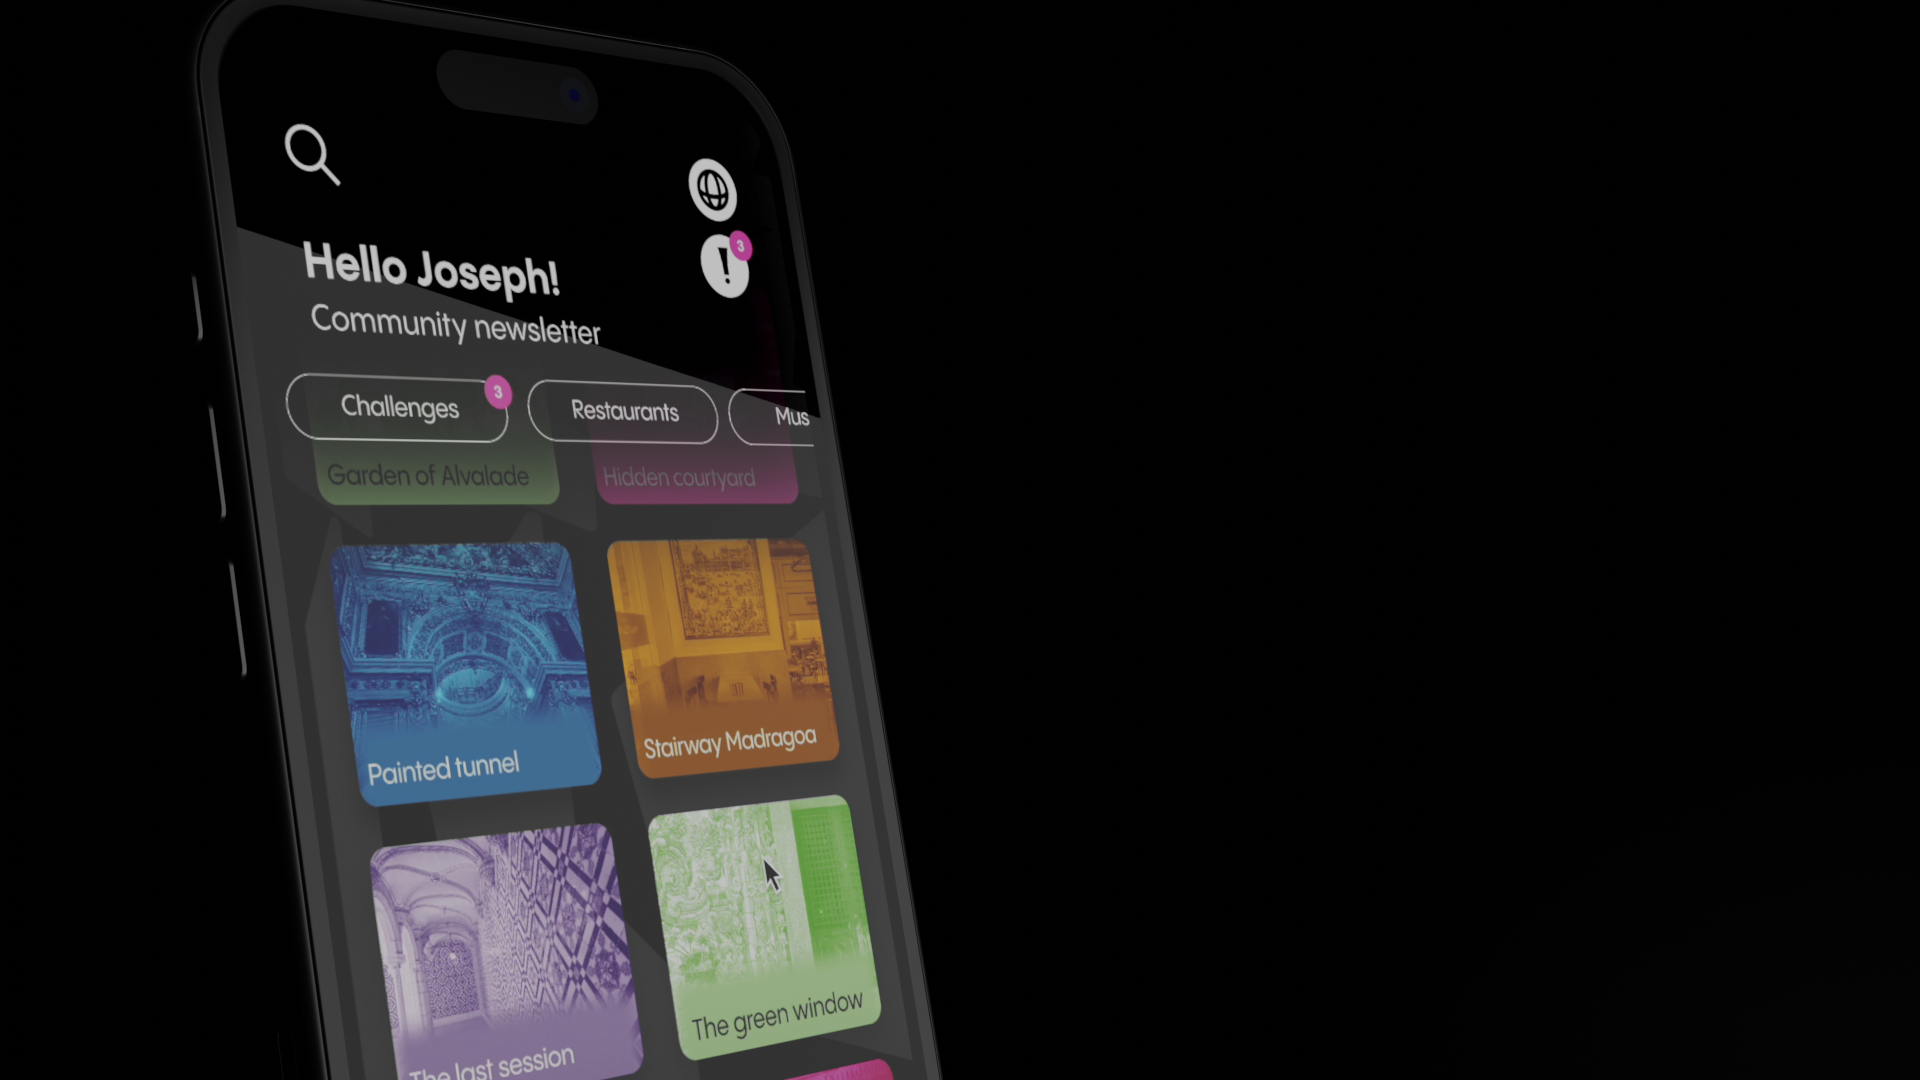 3
Hello Joseph!
Community newsletter
Challenges 3
Restaurants
Mus
Garden of Alvalade
Hidden courtyard
Painted tunnel
Stairway Madragoa
The last session
The green window